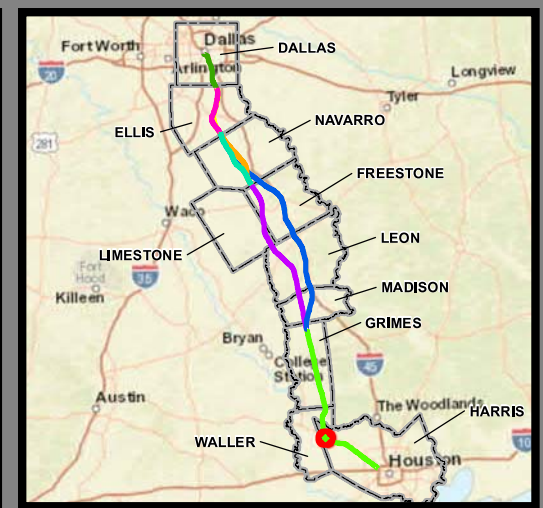 Dallas
DALLAS
Fort Worth
Arlington
20
Longview
Tyler
NAVARRO
ELLIS
281
FREESTONE
Waco
LEON
LIMESTONE
Fort
Hood
35
MADISON
Killeen
GRIMES
Bryan
College
Station
45
Austin
The Woodlands
HARRIS
WALLER
10
Houston